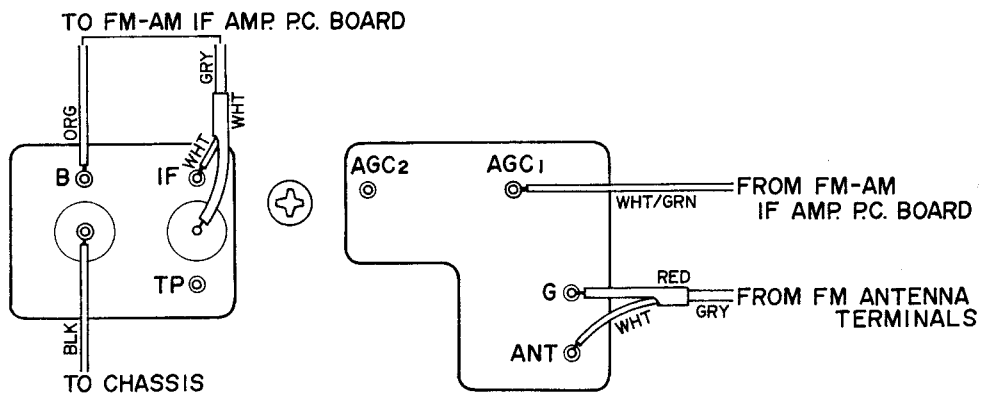 TO FM-AM IF AMP. P.C. BOARD
ORG
GRY
WHT
WHT
B
IF
TP
BLK
TO CHASSIS
AGC2
AGC1
WHT/GRN
FROM FM-AM
IF AMP. P.C. BOARD
G
RED
GRY
WHT
FROM FM ANTENNA
TERMINALS
ANT